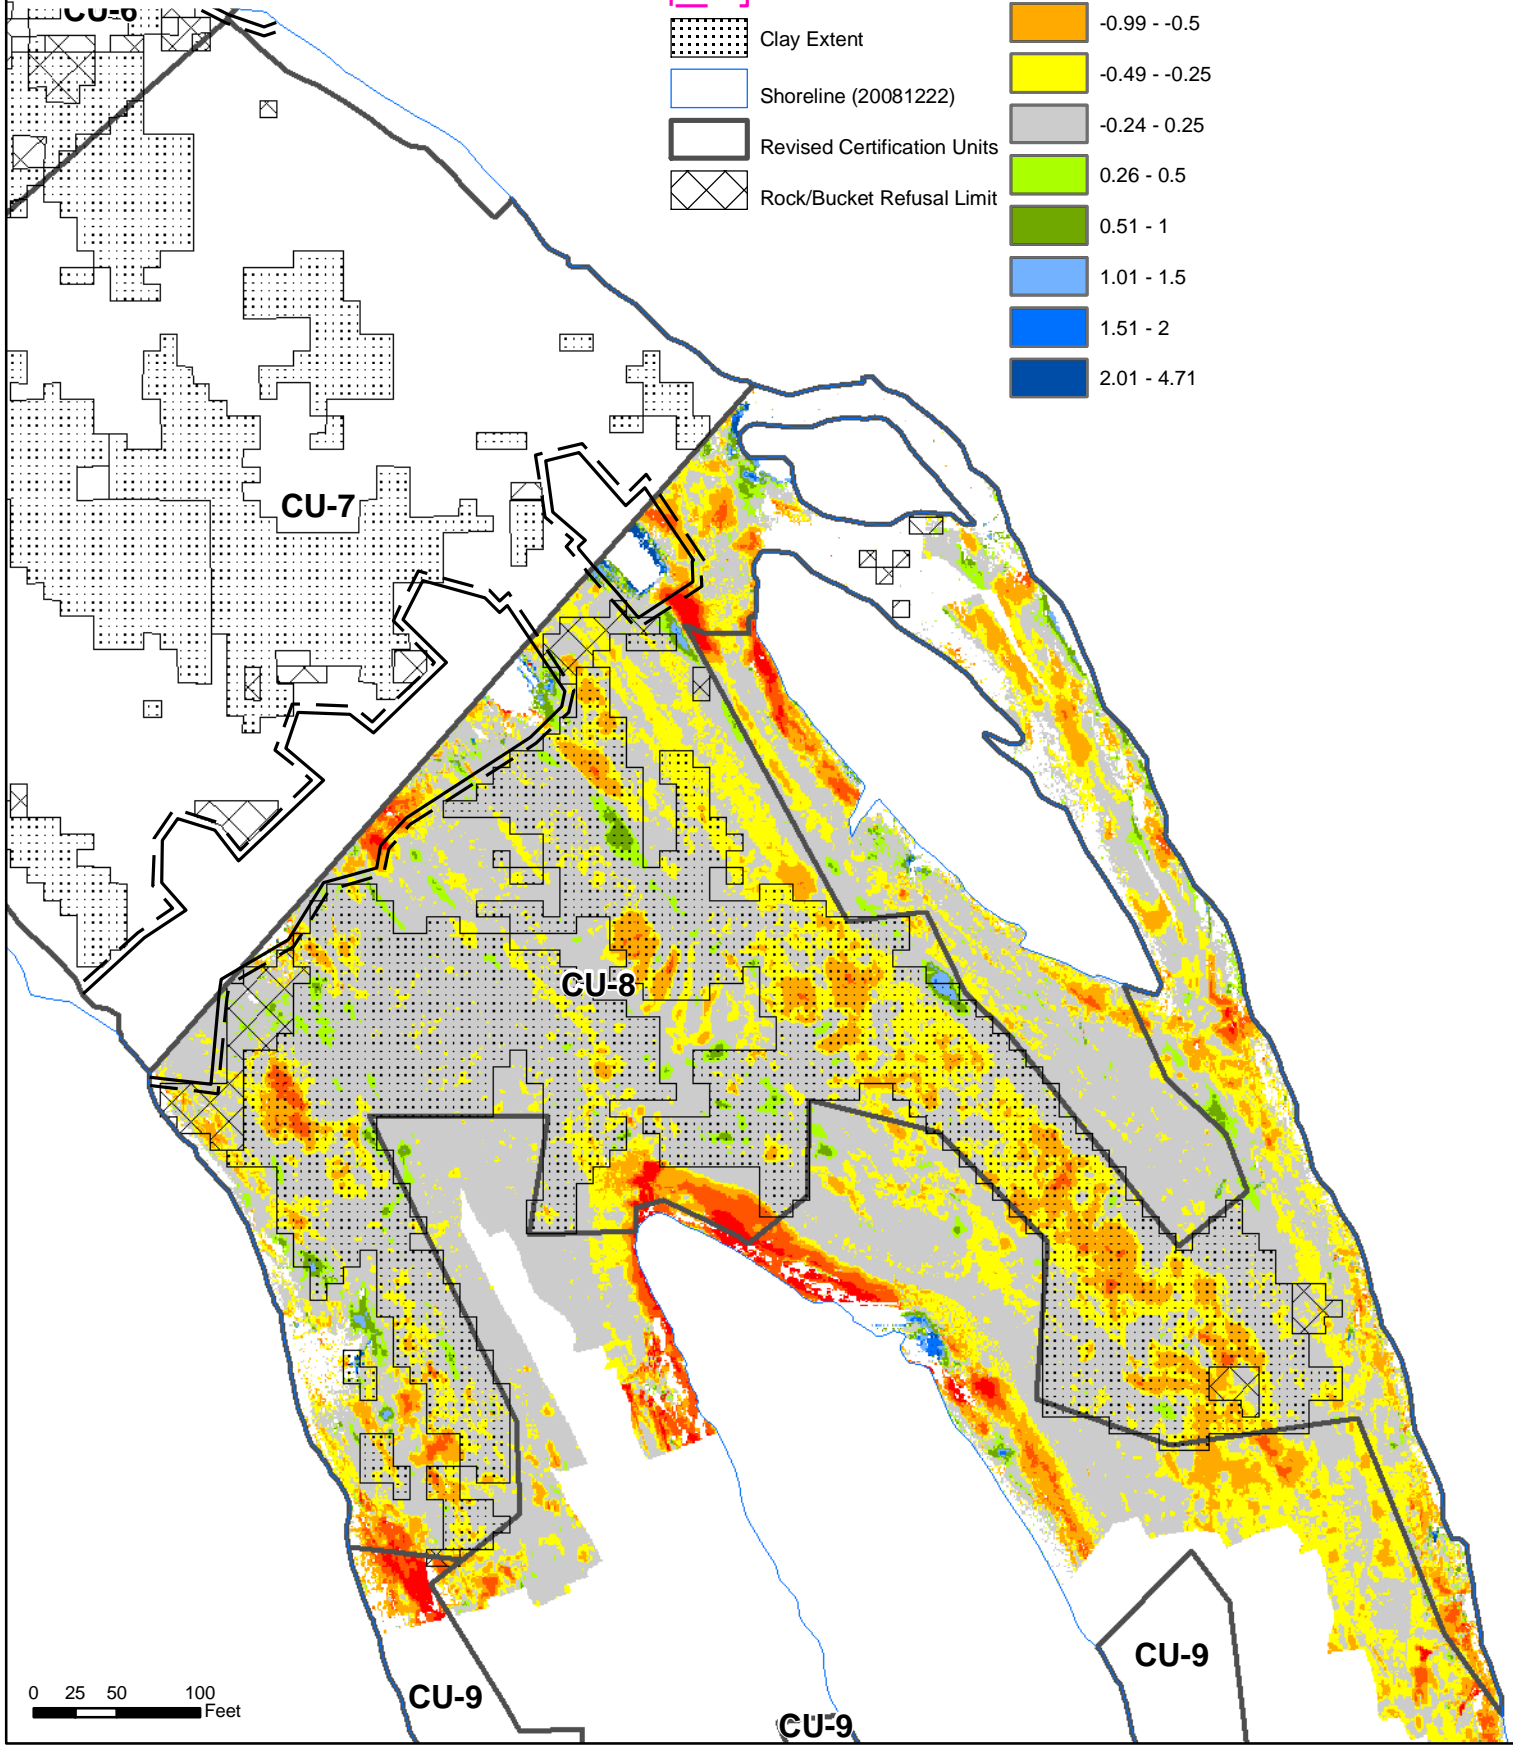 CU-6
Clay Extent
Shoreline (20081222)
Revised Certification Units
Rock/Bucket Refusal Limit
-0.99 - -0.5
-0.49 - -0.25
-0.24 - 0.25
0.26 - 0.5
0.51 - 1
1.01 - 1.5
1.51 - 2
2.01 - 4.71
CU-7
CU-8
CU-9
CU-9
CU-9
0 25 50 100
Feet